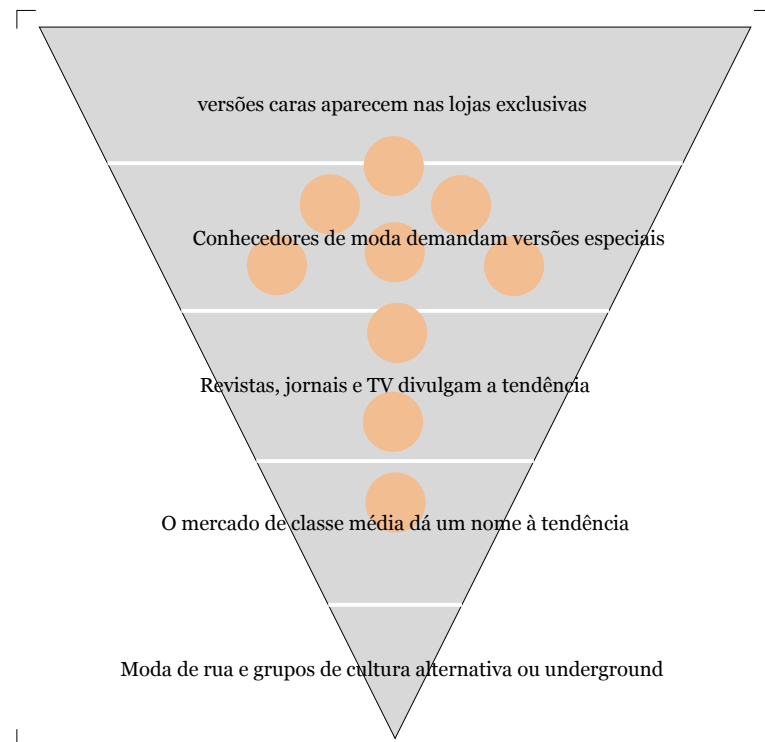 versões caras aparecem nas lojas exclusivas
Conhecedores de moda demandam versões especiais
Revistas, jornais e TV divulgam a tendência
O mercado de classe média dá um nome à tendência
Moda de rua e grupos de cultura alternativa ou underground